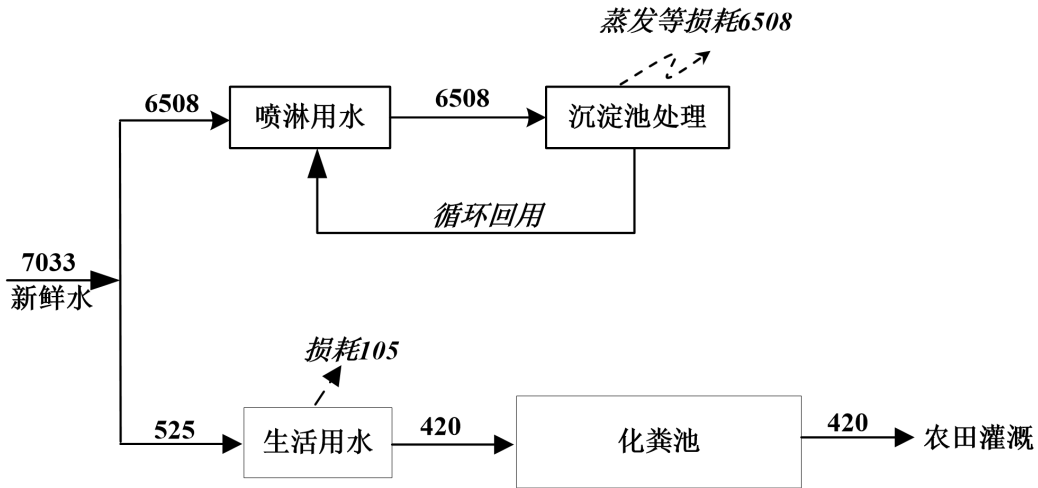 蒸发等损耗6508
6508
喷淋用水
6508
沉淀池处理
循环回用
7033
新鲜水
损耗105
525
生活用水
420
化粪池
420
农田灌溉